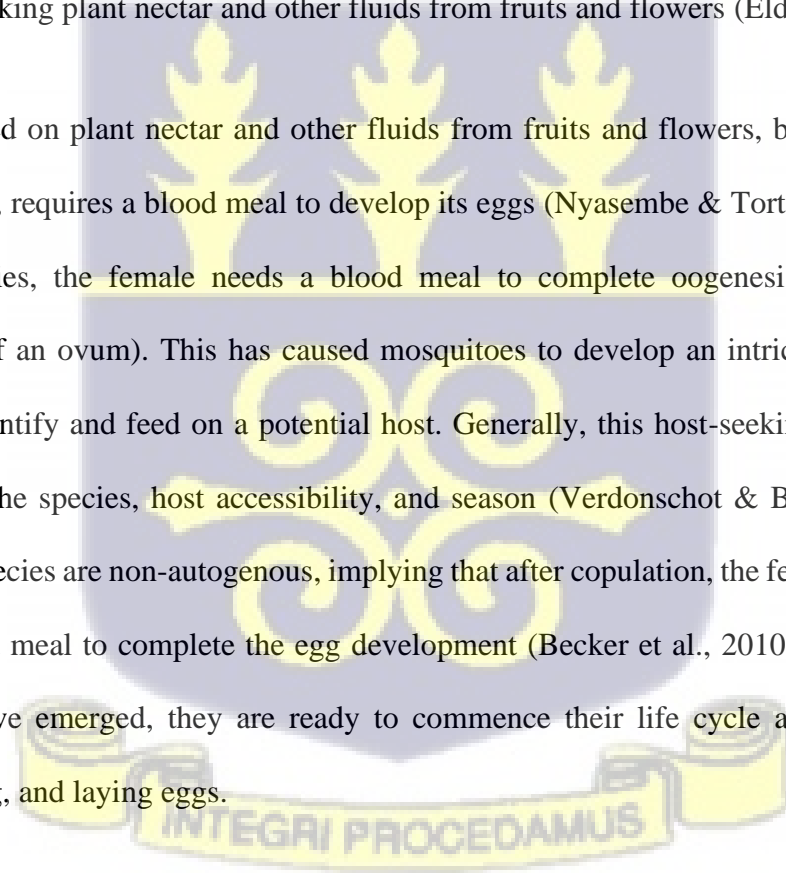 king plant nectar and other fluids from fruits and flowers (Eld
d on plant nectar and other fluids from fruits and flowers, b
, requires a blood meal to develop its eggs (Nyasembe & Tort
ies, the female needs a blood meal to complete oogenesi
f an ovum). This has caused mosquitoes to develop an intric
ntify and feed on a potential host. Generally, this host-seekin
he species, host accessibility, and season (Verdonschot & B
ecies are non-autogenous, implying that after copulation, the fe
meal to complete the egg development (Becker et al., 2010
ve emerged, they are ready to commence their life cycle a
, and laying eggs.
INTEGRI PROCEDAMUS